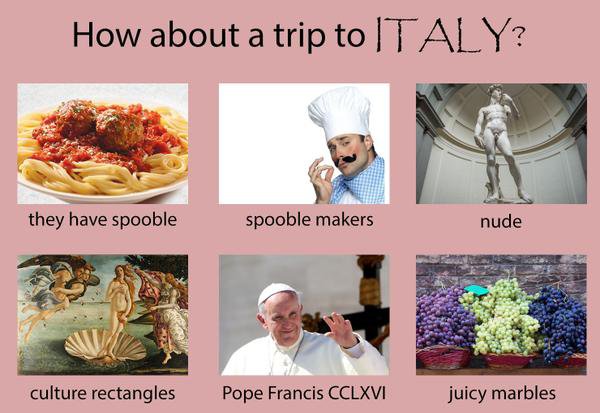 How about a trip to ITALY?
they have spooble
spooble makers
nude
culture rectangles
Pope Francis CCLXVI
juicy marbles